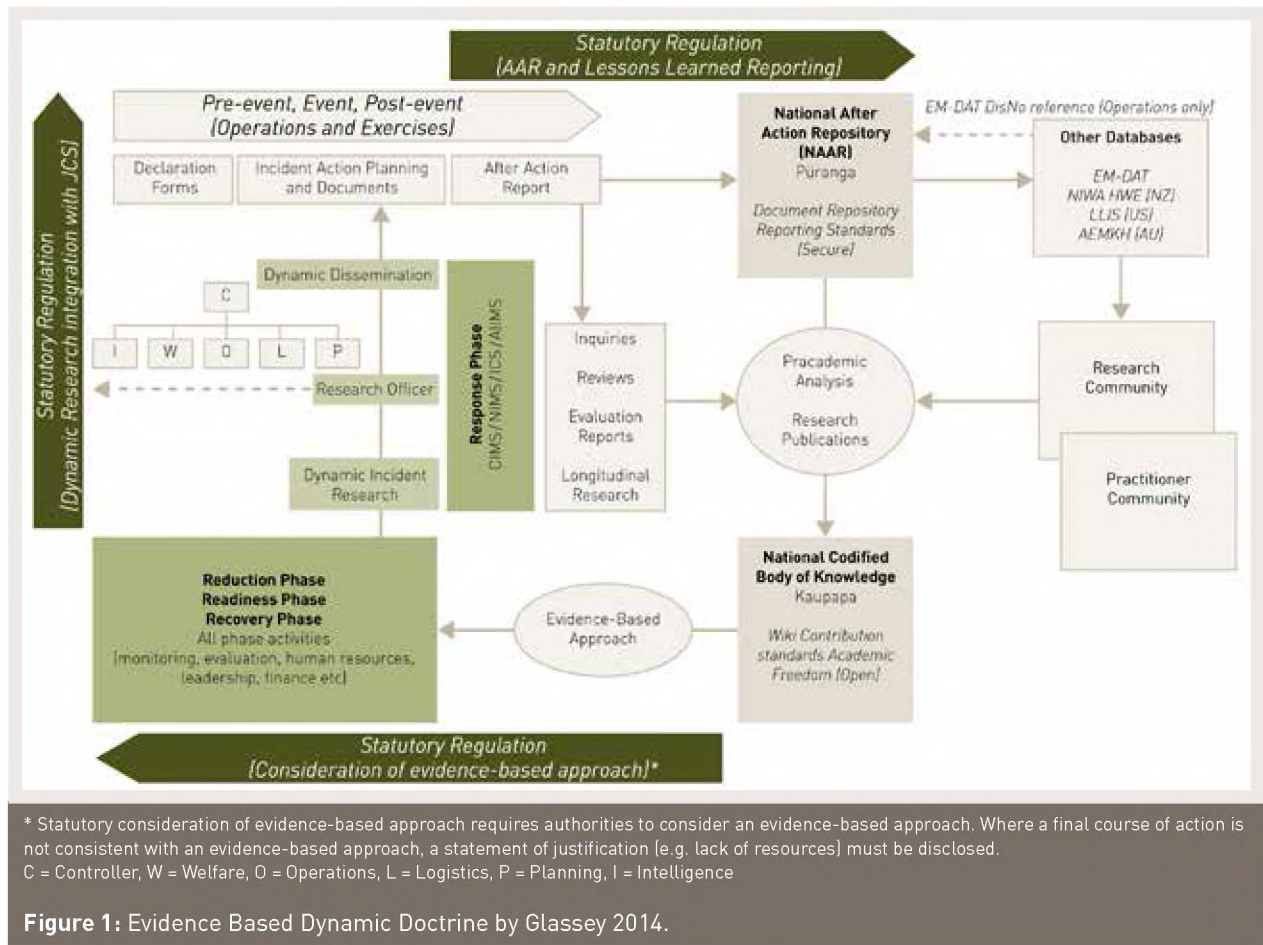 Statutory Regulation
(AAR and Lessons Learned Reporting)
Statutory Regulation
(Dynamic Research integration with JCS)
Pre-event, Event, Post-event
(Operations and Exercises)
Declaration
Forms
Incident Action Planning
and Documents
After Action
Report
National After
Action Repository
(NAAR)
Puranga
Document Repository
Reporting Standards
(Secure)
EM-DAT DisNo reference (Operations only)
Other Databases
EM-DAT
NIWA HWE (NZ)
LLIS (US)
AEMKH (AU)
Dynamic Dissemination
C
I
W
O
L
P
Research Officer
Dynamic Incident
Research
Response Phase
CIMS/NIMS/ICS/AIIMS
Inquiries
Reviews
Evaluation
Reports
Longitudinal
Research
Pracademic
Analysis
Research
Publications
Research
Community
Practitioner
Community
Reduction Phase
Readiness Phase
Recovery Phase
All phase activities
(monitoring, evaluation, human resources,
leadership, finance etc)
Evidence-Based
Approach
National Codified
Body of Knowledge
Kaupapa
Wiki Contribution
standards Academic
Freedom (Open)
Statutory Regulation
(Consideration of evidence-based approach)*
* Statutory consideration of evidence-based approach requires authorities to consider an evidence-based approach. Where a final course of action is
not consistent with an evidence-based approach, a statement of justification (e.g. lack of resources) must be disclosed.
C = Controller, W = Welfare, O = Operations, L = Logistics, P = Planning, I = Intelligence
Figure 1: Evidence Based Dynamic Doctrine by Glassey 2014.